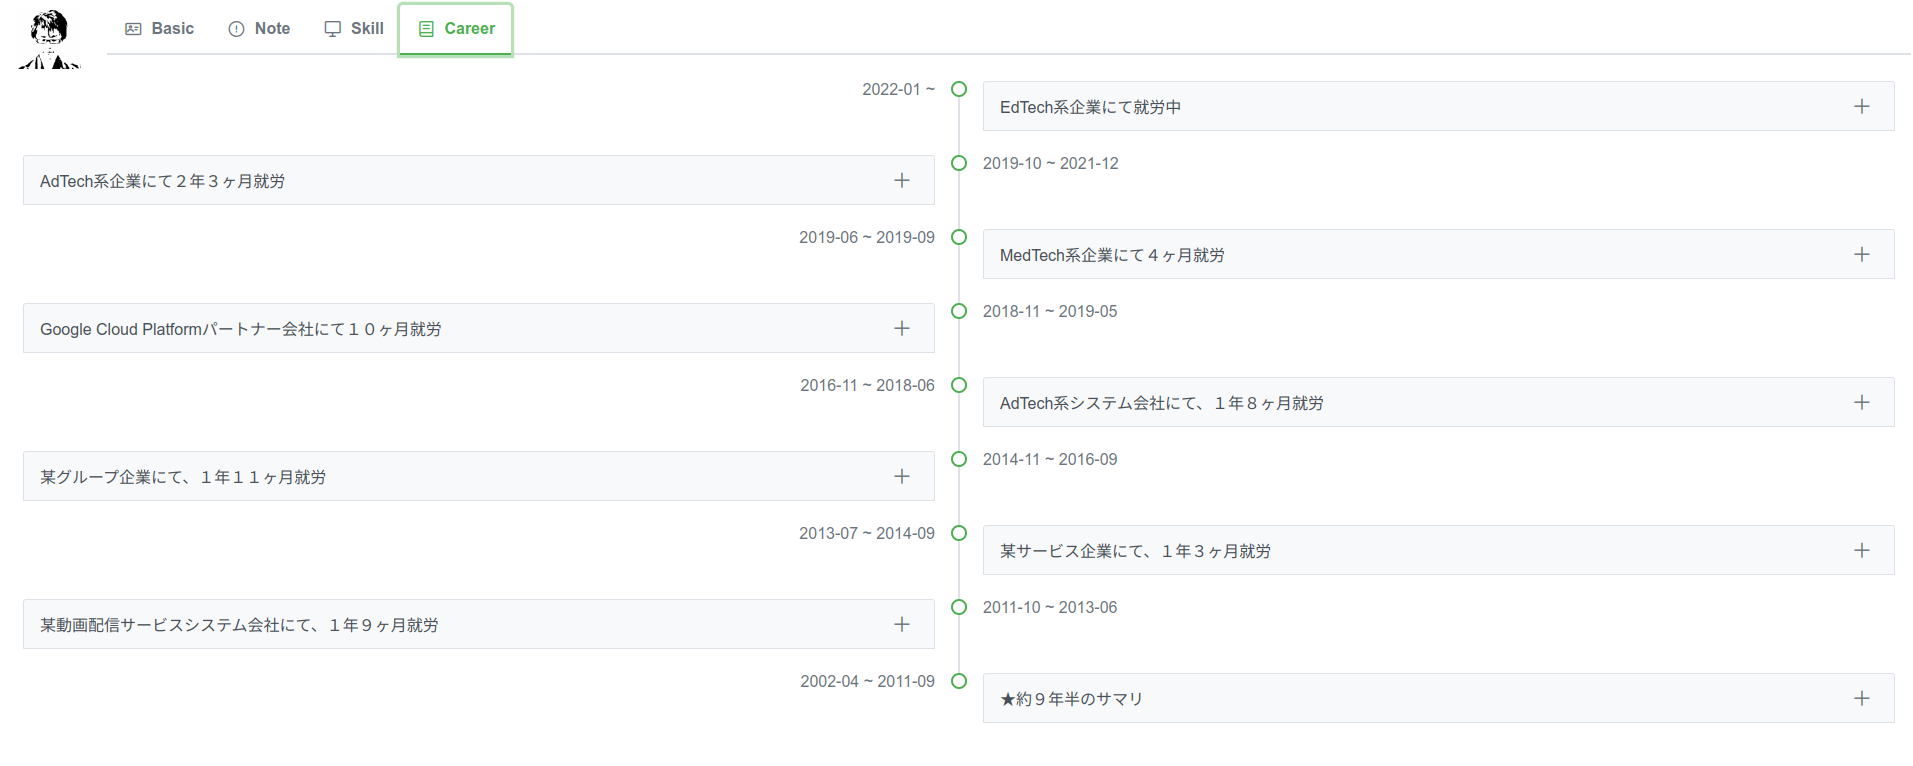 Basic Note Skill Career
2022-01 ~
EdTech系企業にて就労中
2019-10 ~ 2021-12
AdTech系企業にて２年３ヶ月就労
2019-06 ~ 2019-09
MedTech系企業にて４ヶ月就労
2018-11 ~ 2019-05
Google Cloud Platformパートナー会社にて１０ヶ月就労
2016-11 ~ 2018-06
AdTech系システム会社にて、１年８ヶ月就労
2014-11 ~ 2016-09
某グループ企業にて、１年１１ヶ月就労
2013-07 ~ 2014-09
某サービス企業にて、１年３ヶ月就労
2011-10 ~ 2013-06
某動画配信サービスシステム会社にて、１年９ヶ月就労
2002-04 ~ 2011-09
★約９年半のサマリ